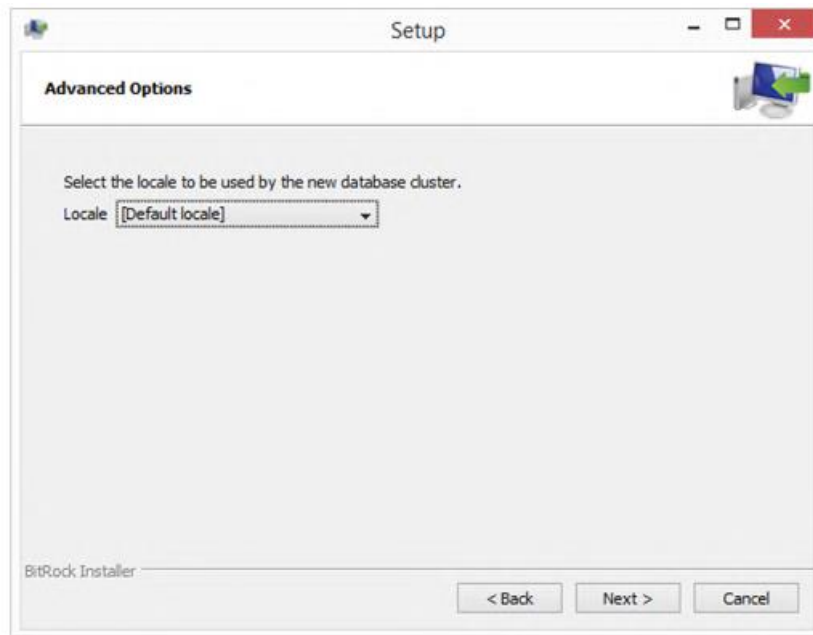 Setup
Advanced Options
Select the locale to be used by the new database cluster.
Locale [Default locale]
BitRock Installer
< Back Next > Cancel